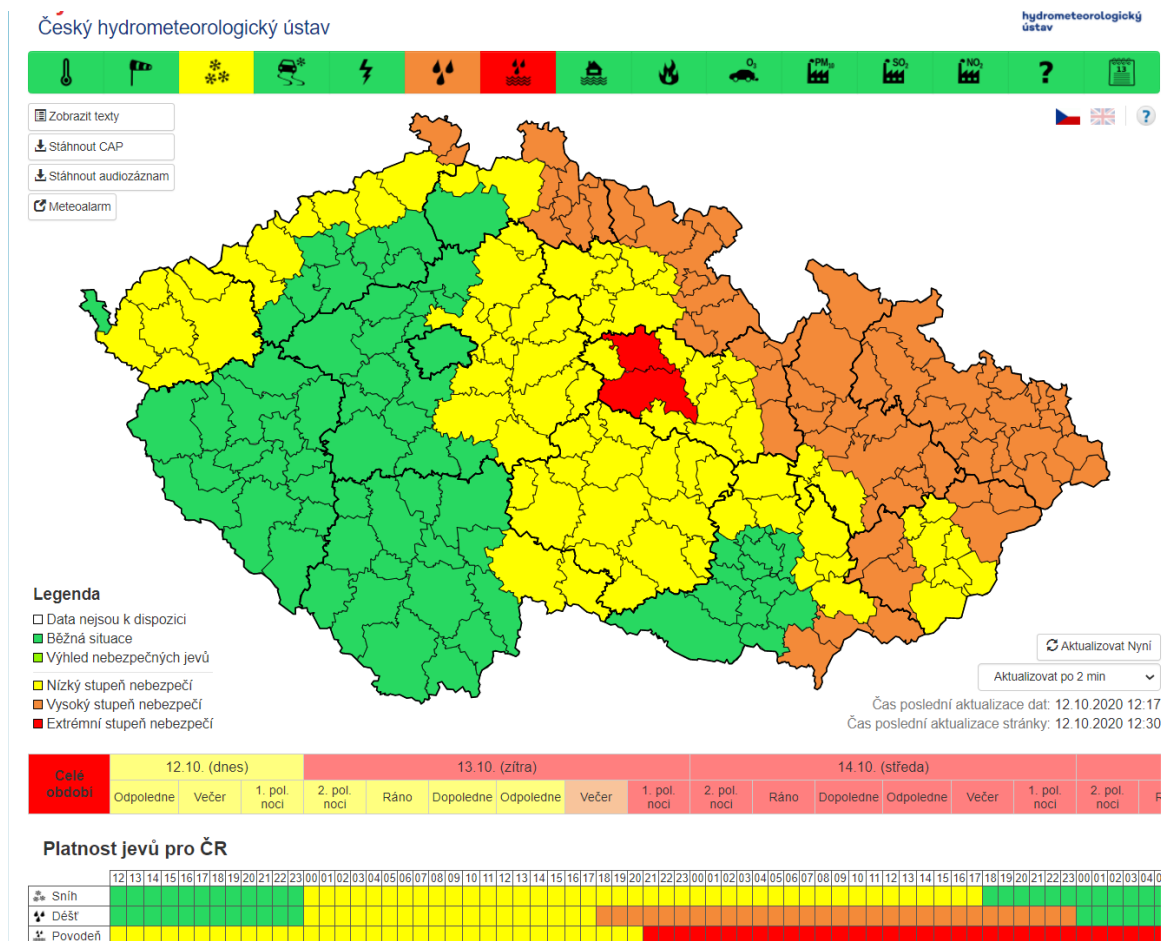 Český hydrometeorologický ústav
hydrometeorologický
ústav
O3
PM10
SO2
NO2
?
13
Zobrazit texty
Stáhnout CAP
Stáhnout audiozáznam
Meteoalarm
?
Legenda
Data nejsou k dispozici
Běžná situace
Výhled nebezpečných jevů
Nízký stupeň nebezpečí
Vysoký stupeň nebezpečí
Extrémní stupeň nebezpečí
Aktualizovat Nyní
Aktualizovat po 2 min
Čas poslední aktualizace dat: 12.10.2020 12:17
Čas poslední aktualizace stránky: 12.10.2020 12:30
Celé období
12.10. (dnes) 13.10. (zítra) 14.10. (středa)
Odpoledne Večer 1. pol. noci 2. pol. noci Ráno Dopoledne Odpoledne Večer 1. pol. noci 2. pol. noci Ráno Dopoledne Odpoledne Večer 1. pol. noci 2. pol. noci
Platnost jevů pro ČR
12 13 14 15 16 17 18 19 20 21 22 23 00 01 02 03 04 05 06 07 08 09 10 11 12 13 14 15 16 17 18 19 20 21 22 23 00 01 02 03 04 05 06 07 08 09 10 11 12 13 14 15 16 17 18 19 20 21 22 23 00 01 02 03 04
Sníh
Déšť
Povodeň